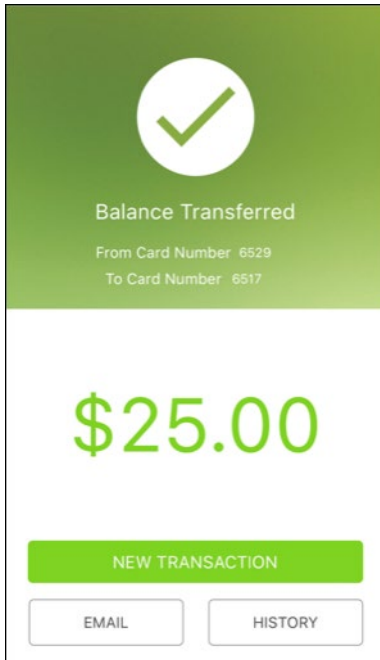 Balance Transferred
From Card Number 6529
To Card Number 6517
$25.00
NEW TRANSACTION
EMAIL HISTORY